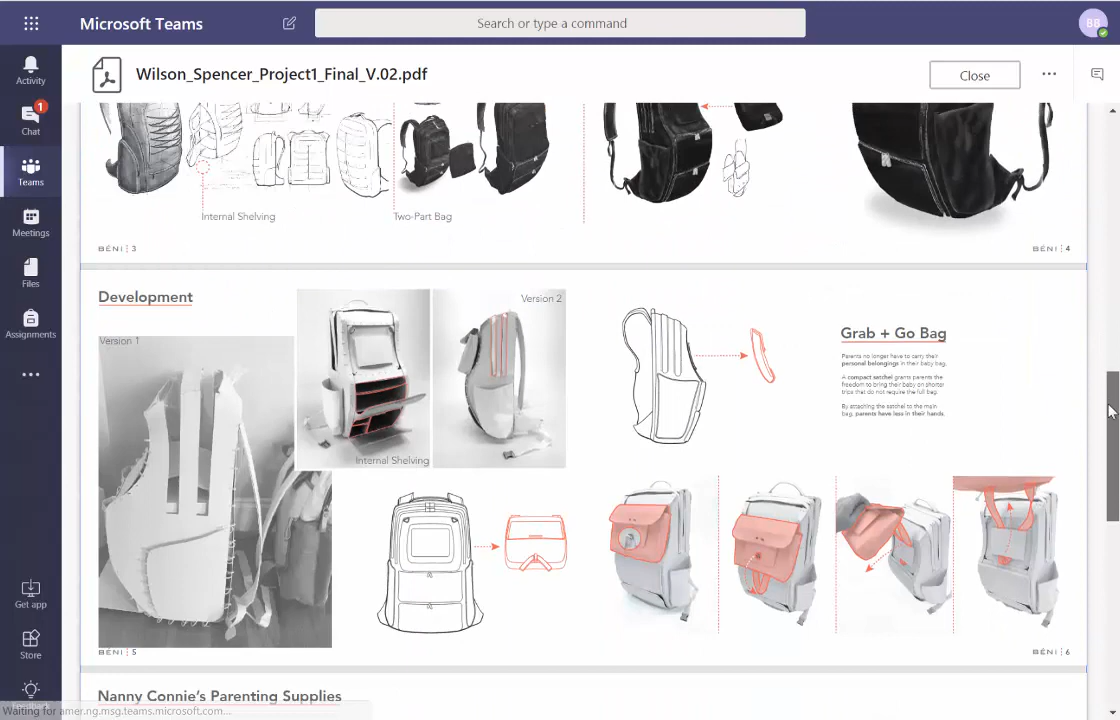 Microsoft Teams
Search or type a command
BB
Activity
1
Chat
Teams
Meetings
Files
Assignments
Get app
Store
Wilson_Spencer_Project1_Final_V.02.pdf
Close
Internal Shelving
Two-Part Bag
BÉNI 3
BÉNI 4
Development
Version 1
Version 2
Internal Shelving
Grab + Go Bag
Parents no longer have to carry their
personal belongings in their baby bag.
A compact satchel grants parents the
freedom to bring their baby on shorter
trips that do not require the full bag.
By attaching the satchel to the main
bag, parents have less in their hands.
BÉNI 5
BÉNI 6
Nanny Connie's Parenting Supplies
Waiting for amer.ng.msg.teams.microsoft.com...